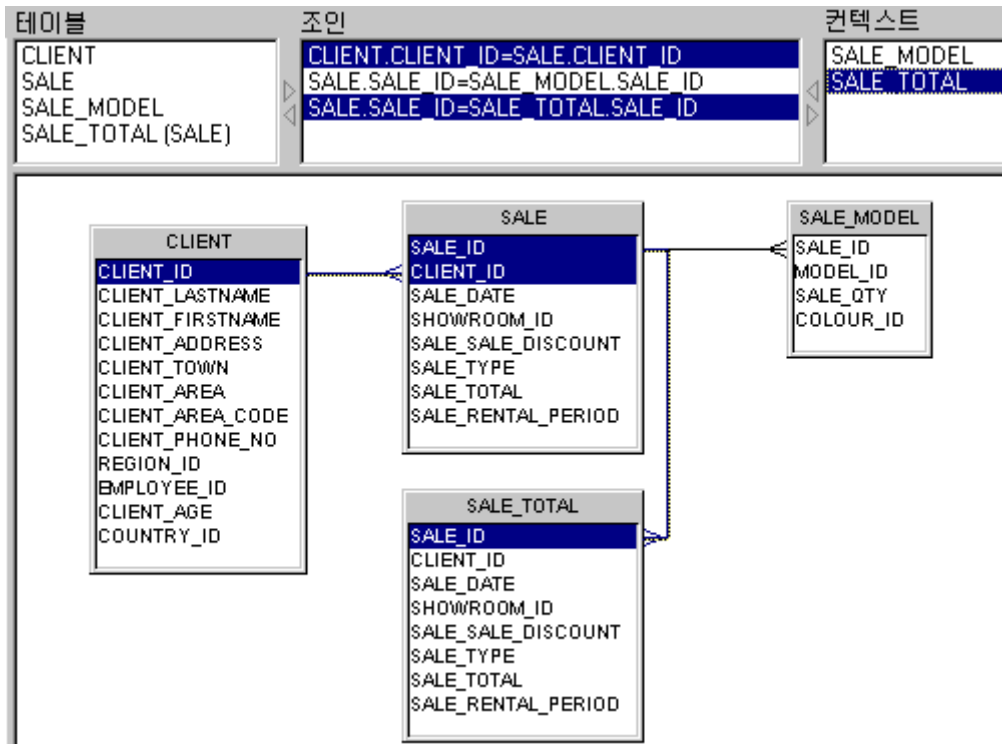 테이블
CLIENT
SALE
SALE_MODEL
SALE_TOTAL (SALE)
조인
CLIENT.CLIENT_ID=SALE.CLIENT_ID
SALE.SALE_ID=SALE_MODEL.SALE_ID
SALE.SALE_ID=SALE_TOTAL.SALE_ID
컨텍스트
SALE_MODEL
SALE_TOTAL
CLIENT
CLIENT_ID
CLIENT_LASTNAME
CLIENT_FIRSTNAME
CLIENT_ADDRESS
CLIENT_TOWN
CLIENT_AREA
CLIENT_AREA_CODE
CLIENT_PHONE_NO
REGION_ID
EMPLOYEE_ID
CLIENT_AGE
COUNTRY_ID
SALE
SALE_ID
CLIENT_ID
SALE_DATE
SHOWROOM_ID
SALE_SALE_DISCOUNT
SALE_TYPE
SALE_TOTAL
SALE_RENTAL_PERIOD
SALE_MODEL
SALE_ID
MODEL_ID
SALE_QTY
COLOUR_ID
SALE_TOTAL
SALE_ID
CLIENT_ID
SALE_DATE
SHOWROOM_ID
SALE_SALE_DISCOUNT
SALE_TYPE
SALE_TOTAL
SALE_RENTAL_PERIOD